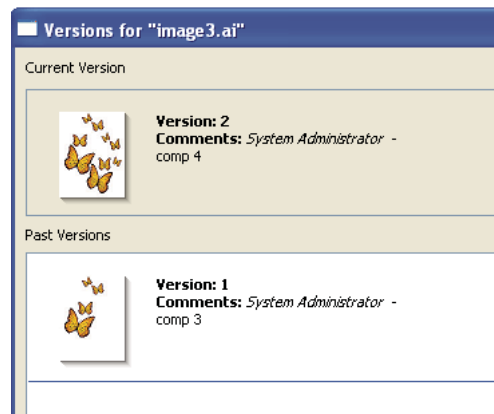 Versions for "image3.ai"
Current Version
Version: 2
Comments: System Administrator -
comp 4
Past Versions
Version: 1
Comments: System Administrator -
comp 3